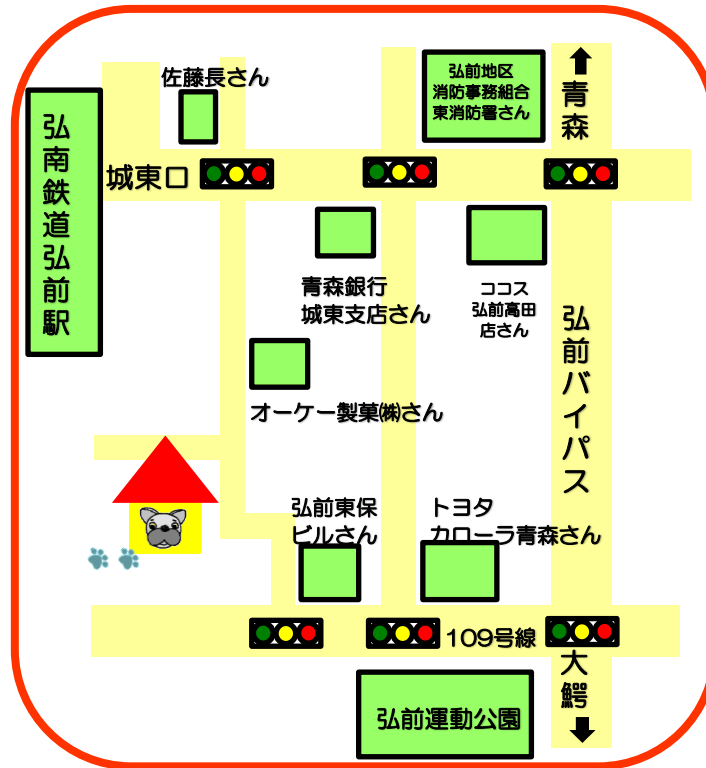 佐藤長さん
弘前地区
消防事務組合
東消防署さん
青森
弘南鉄道弘前駅
城東口
青森銀行
城東支店さん
ココス
弘前高田
店さん
弘前バイパス
オーケー製菓㈱さん
弘前東保
ビルさん
トヨタ
カローラ青森さん
109号線
大鰐
弘前運動公園